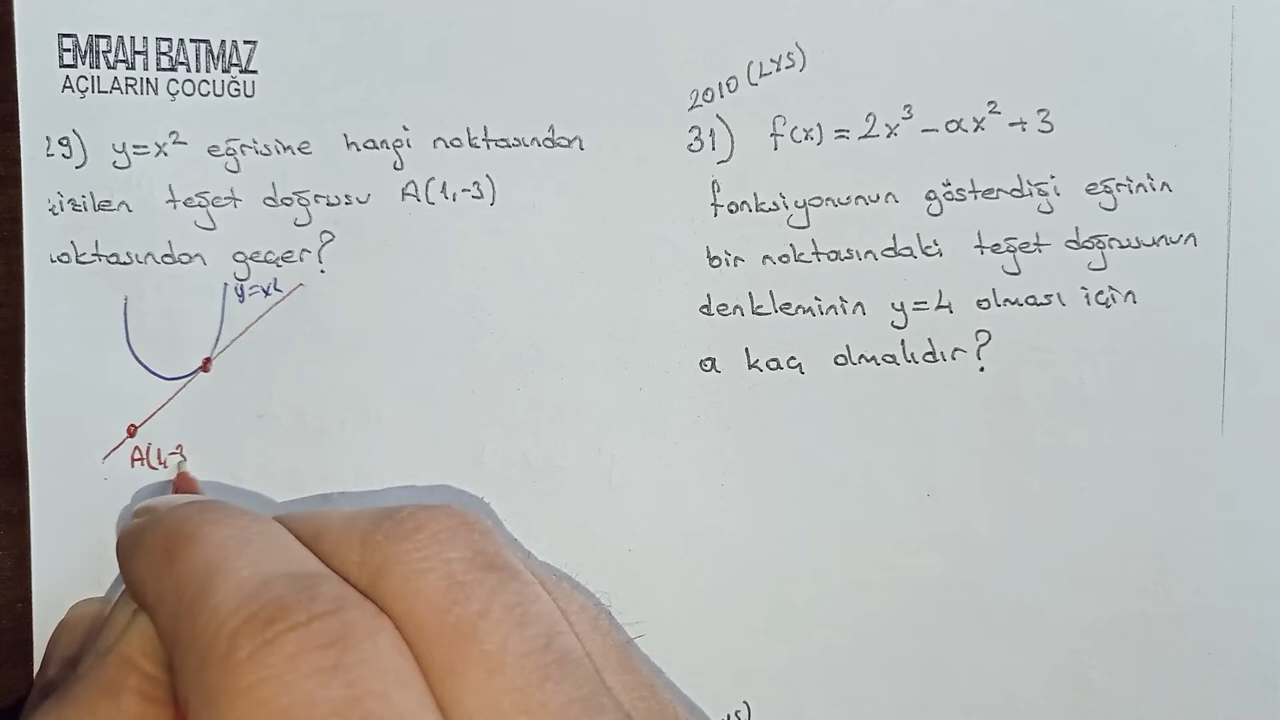 EMRAH BATMAZ
AÇILARIN ÇOCUĞU
29) y=x² eğrisine hangi noktasından
çizilen teğet doğrusu A(1,-3)
noktasından geçer?
y=x²
A(1,-3
2010 (LYS)
31) f(x) = 2x³ - ax² + 3
fonksiyonunun gösterdiği eğrinin
bir noktasındaki teğet doğrusunun
denkleminin y=4 olması için
a kaç olmalıdır?